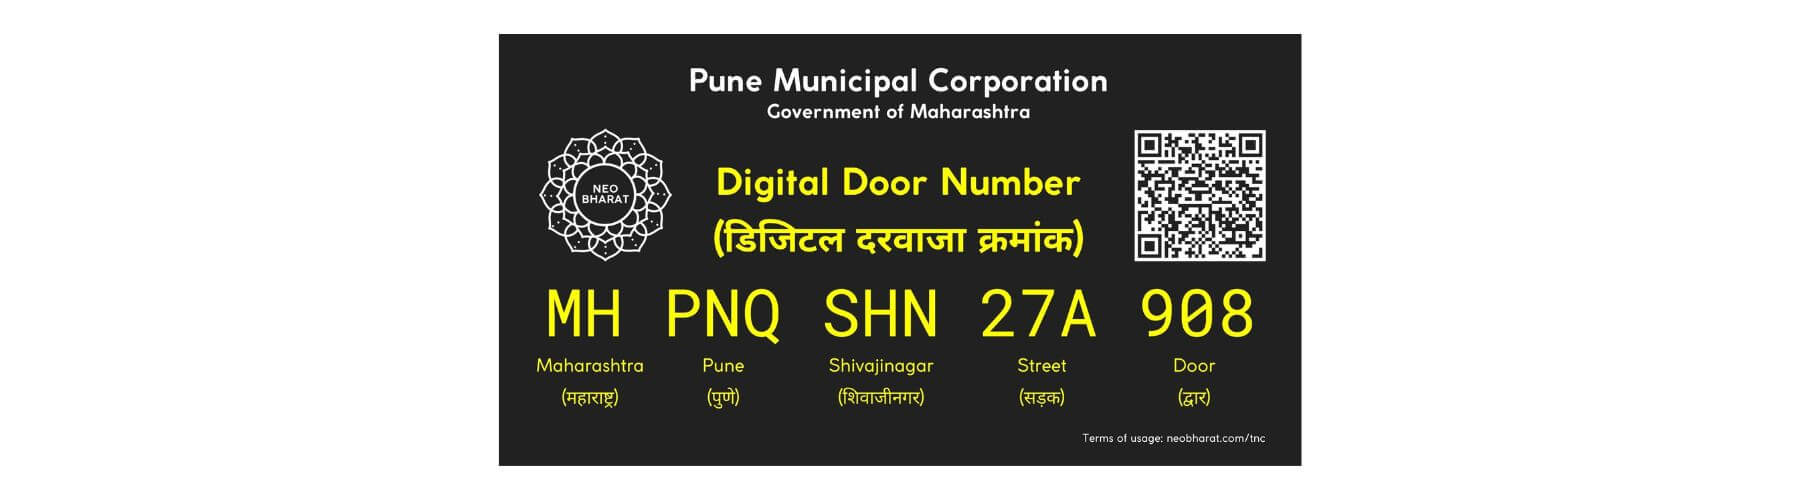 Pune Municipal Corporation
Government of Maharashtra
NEO
BHARAT
Digital Door Number
(डिजिटल दरवाजा क्रमांक)
MH PNQ SHN 27A 908
Maharashtra Pune Shivajinagar Street Door
(महाराष्ट्र) (पुणे) (शिवाजीनगर) (सड़क) (द्वार)
Terms of usage: neobharat.com/tnc